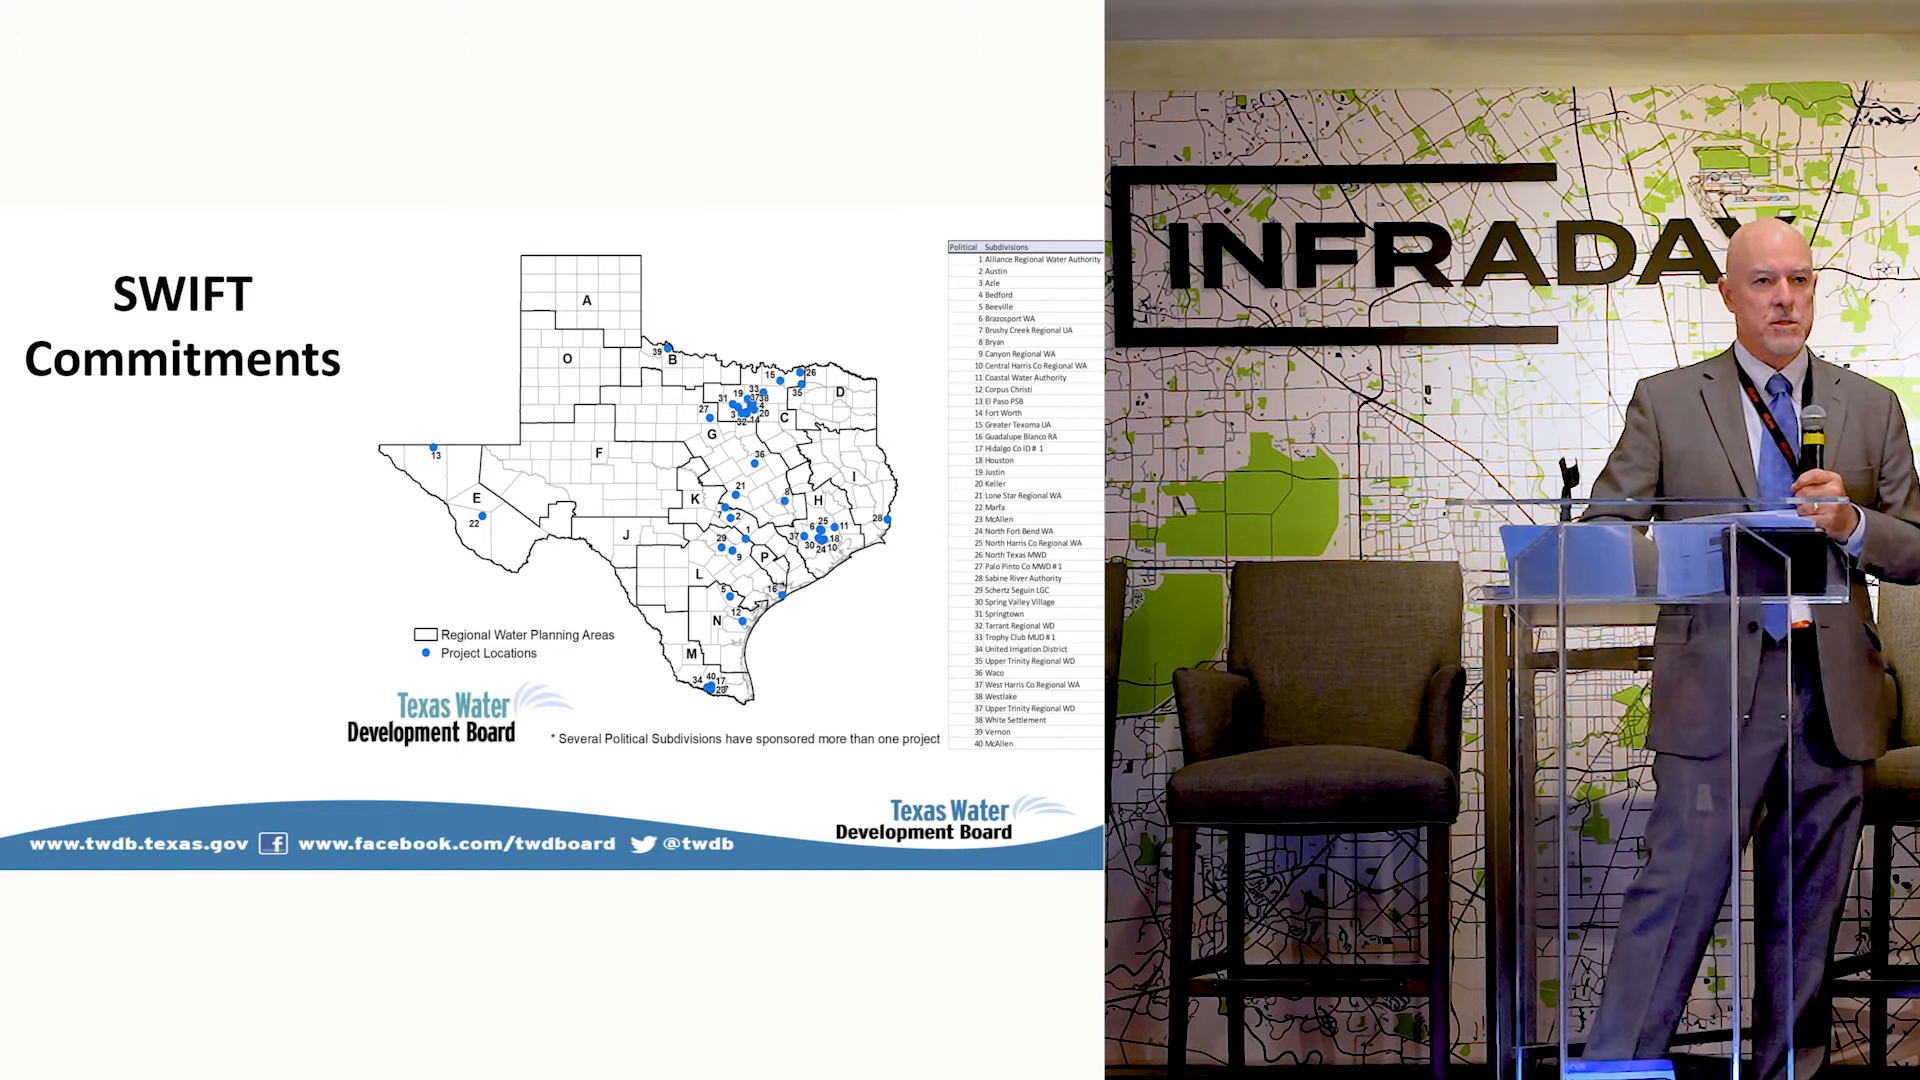 SWIFT
Commitments
A
O
39
B
15
26
35
D
33
19
37
38
31
4
3
20
32
14
27
C
G
F
13
36
I
E
21
8
K
H
22
7
2
25
6
11
28
J
1
37
18
29
30
10
24
P
9
L
5
16
12
N
M
40
34
17
23
Regional Water Planning Areas
Project Locations
Texas Water
Development Board
* Several Political Subdivisions have sponsored more than one project
Political Subdivisions
1 Alliance Regional Water Authority
2 Austin
3 Azle
4 Bedford
5 Beeville
6 Brazosport WA
7 Brushy Creek Regional UA
8 Bryan
9 Canyon Regional WA
10 Central Harris Co Regional WA
11 Coastal Water Authority
12 Corpus Christi
13 El Paso PSB
14 Fort Worth
15 Greater Texoma UA
16 Guadalupe Blanco RA
17 Hidalgo Co ID # 1
18 Houston
19 Justin
20 Keller
21 Lone Star Regional WA
22 Marfa
23 McAllen
24 North Fort Bend WA
25 North Harris Co Regional WA
26 North Texas MWD
27 Palo Pinto Co MWD # 1
28 Sabine River Authority
29 Schertz Seguin LGC
30 Spring Valley Village
31 Springtown
32 Tarrant Regional WD
33 Trophy Club MUD # 1
34 United Irrigation District
35 Upper Trinity Regional WD
36 Waco
37 West Harris Co Regional WA
38 Westlake
37 Upper Trinity Regional WD
38 White Settlement
39 Vernon
40 McAllen
Texas Water
Development Board
www.twdb.texas.gov
www.facebook.com/twdboard
@twdb
INFRADAY